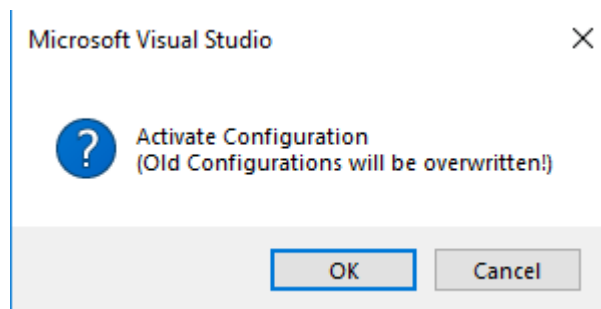 Microsoft Visual Studio
Activate Configuration
(Old Configurations will be overwritten!)
OK
Cancel